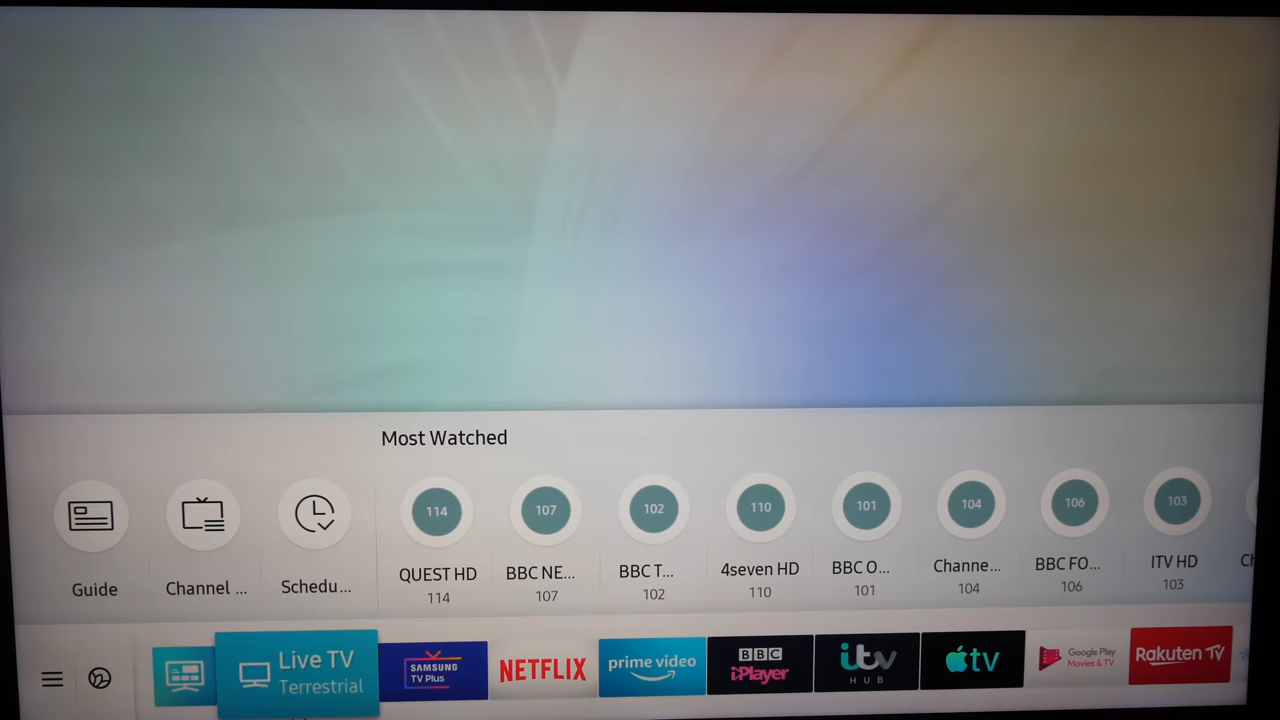 Most Watched
114
107
102
110
101
104
106
103
Guide
Channel ...
Schedu...
QUEST HD
114
BBC NE...
107
BBC T...
102
4seven HD
110
BBC O...
101
Channe...
104
BBC FO...
106
ITV HD
103
Live TV
Terrestrial
SAMSUNG
TV Plus
NETFLIX
prime video
BBC
iPLayer
itv
HUB
tv
Google Play
Movies & TV
Rakuten TV